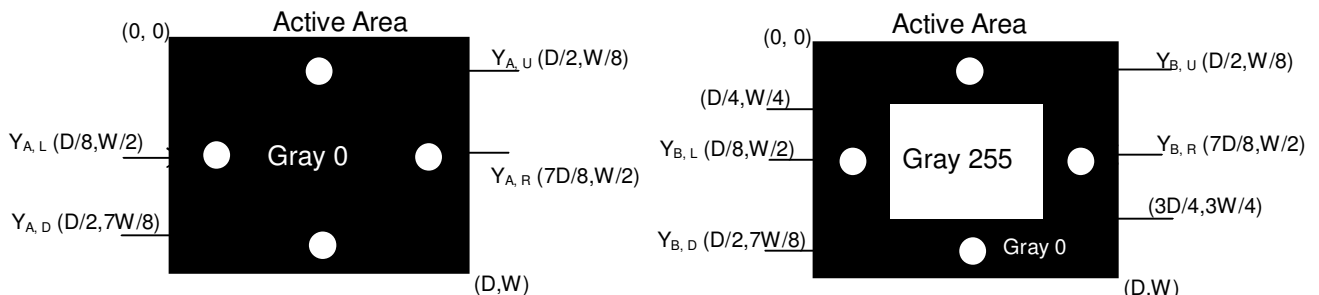 Active Area
(0, 0)
Y_A, U (D/2,W/8)
Y_A, L (D/8,W/2)
Gray 0
Y_A, R (7D/8,W/2)
Y_A, D (D/2,7W/8)
(D,W)
Active Area
(0, 0)
Y_B, U (D/2,W/8)
(D/4,W/4)
Y_B, L (D/8,W/2)
Gray 255
Y_B, R (7D/8,W/2)
(3D/4,3W/4)
Y_B, D (D/2,7W/8)
Gray 0
(D,W)